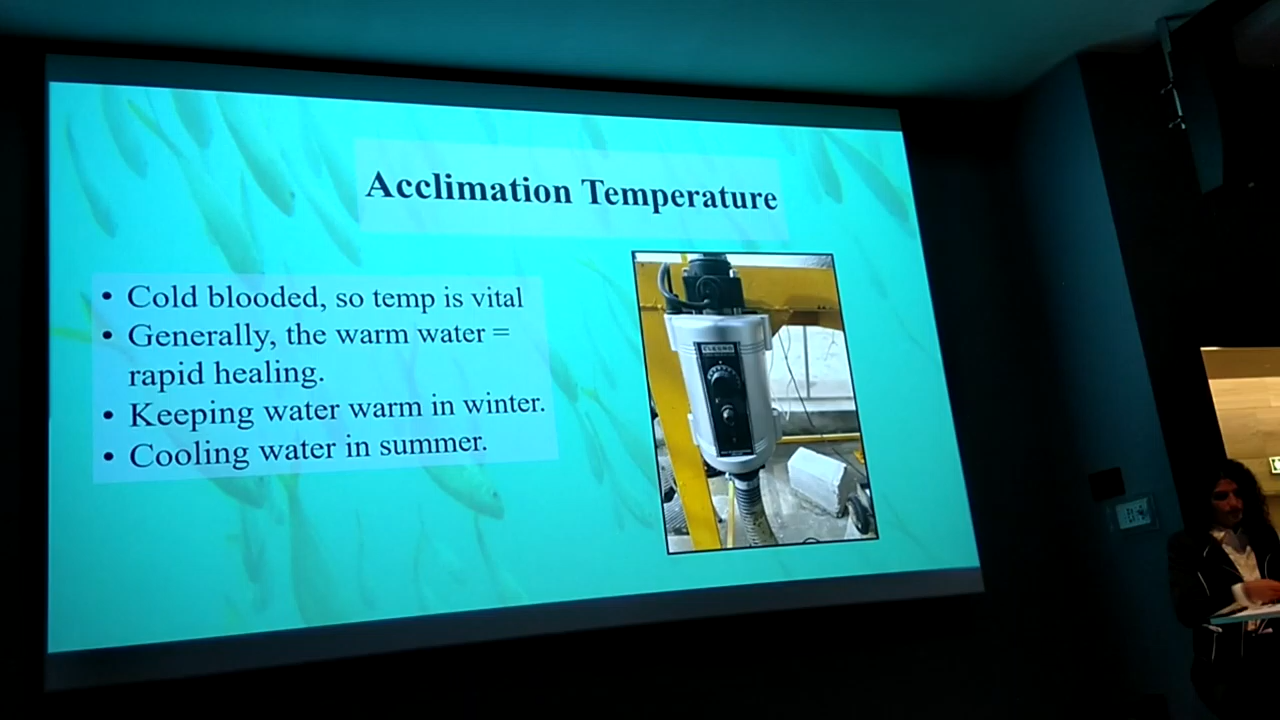 Acclimation Temperature
• Cold blooded, so temp is vital
• Generally, the warm water =
rapid healing.
• Keeping water warm in winter.
• Cooling water in summer.